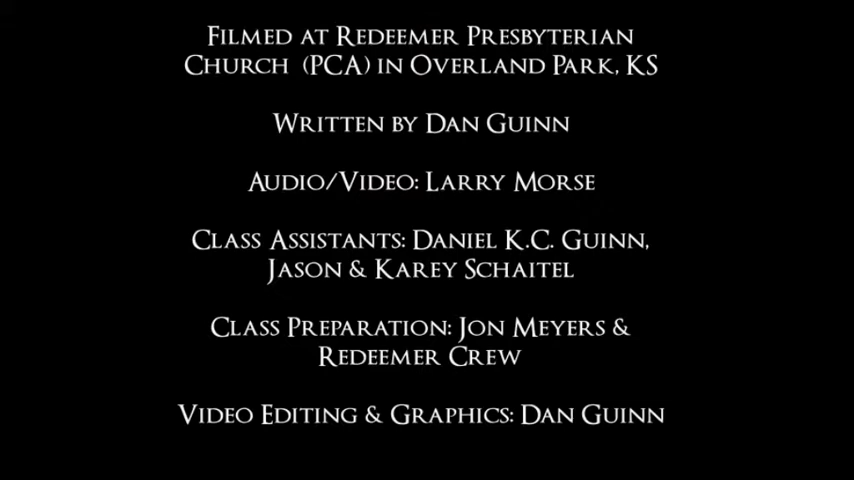 Filmed at Redeemer Presbyterian
Church (PCA) in Overland Park, KS
Written by Dan Guinn
Audio/Video: Larry Morse
Class Assistants: Daniel K.C. Guinn,
Jason & Karey Schaitel
Class Preparation: Jon Meyers &
Redeemer Crew
Video Editing & Graphics: Dan Guinn